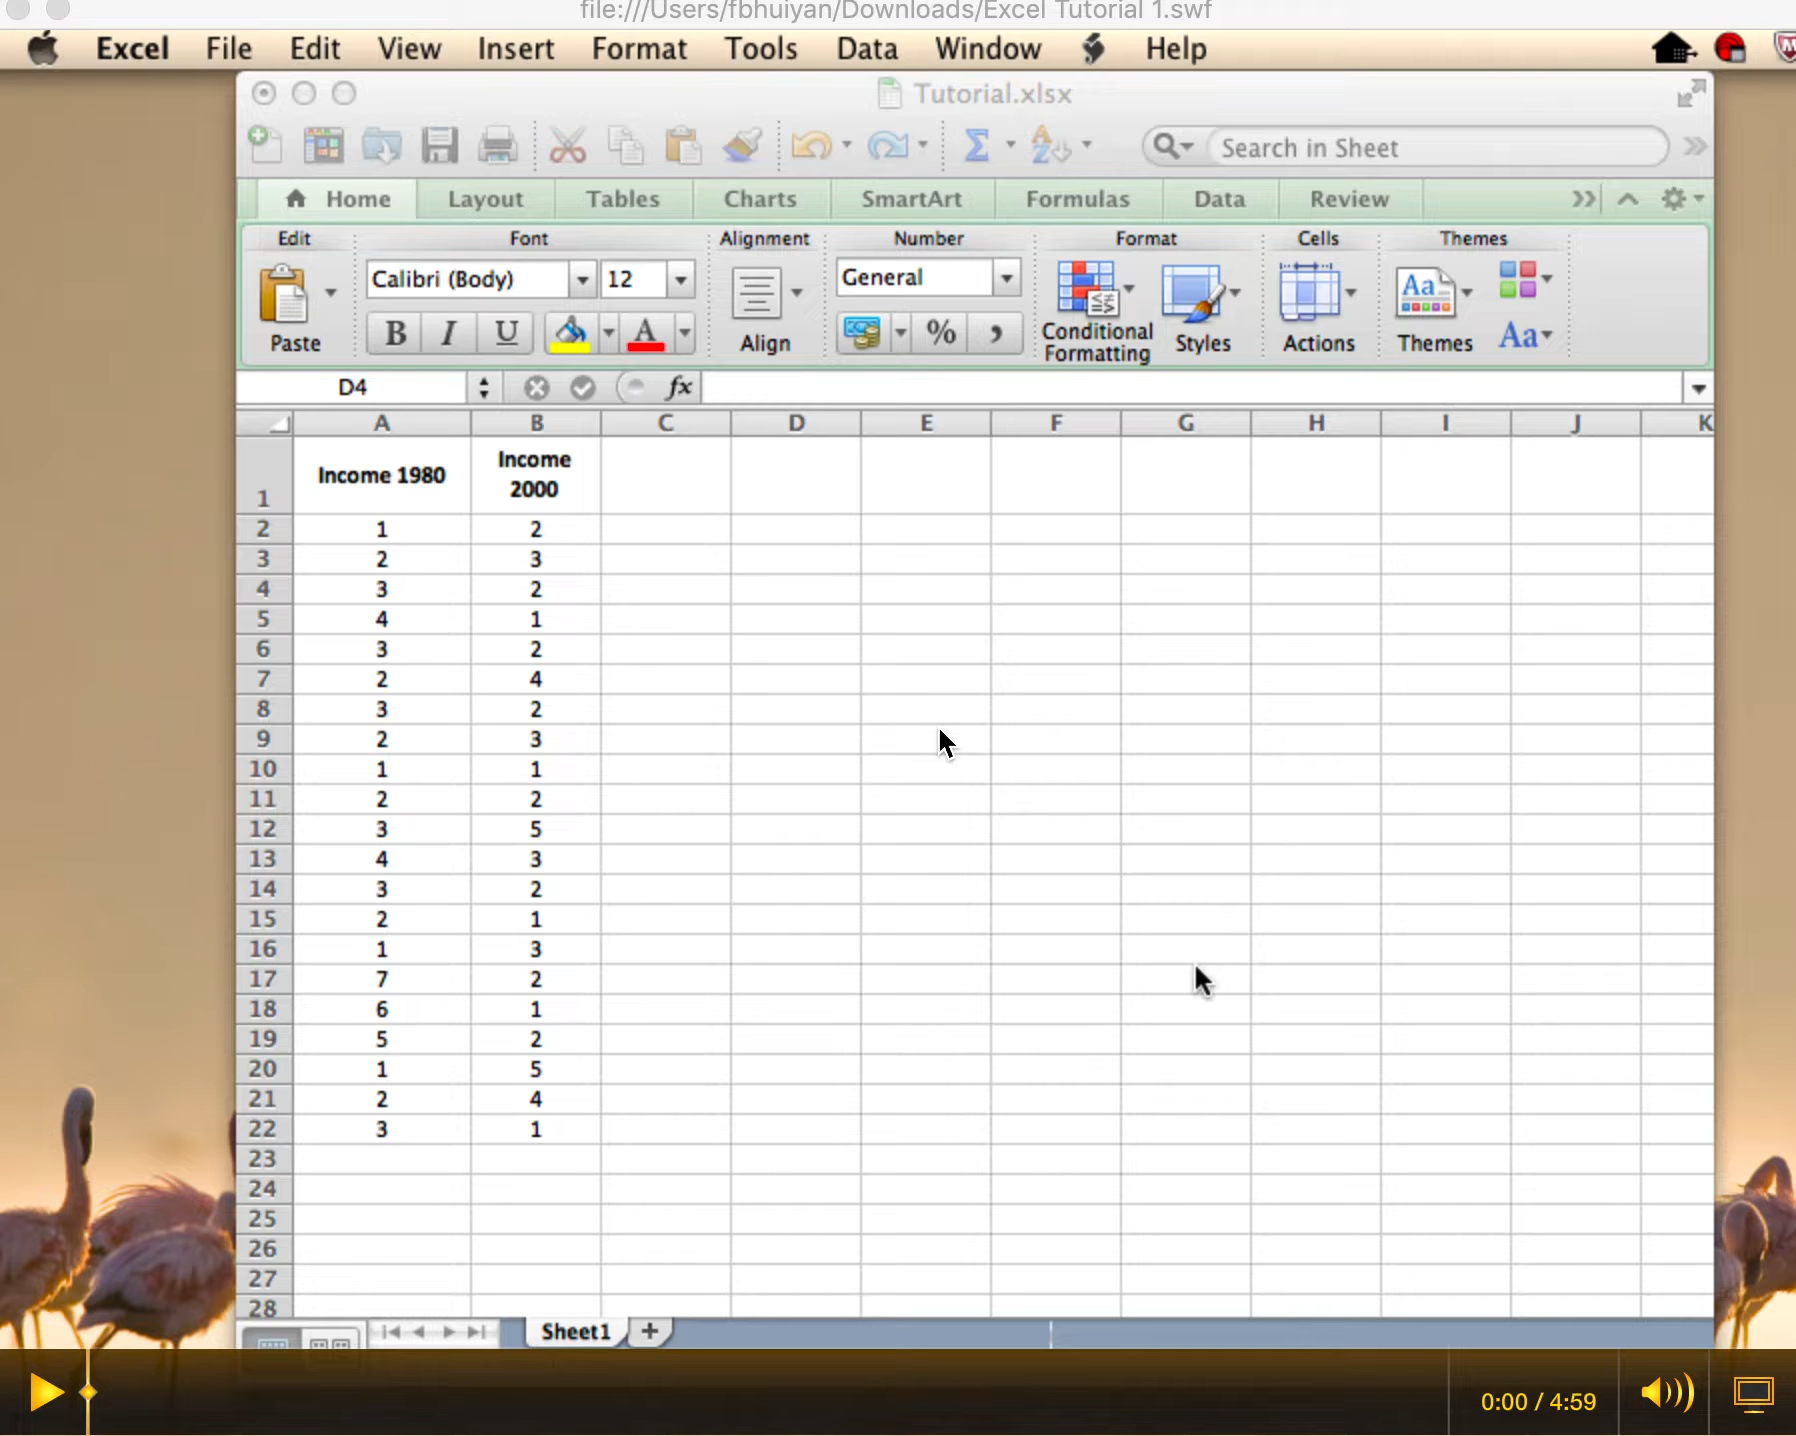 file:///Users/fbhuiyan/Downloads/Excel Tutorial 1.swf
Excel File Edit View Insert Format Tools Data Window Help
Tutorial.xlsx
Search in Sheet
Home Layout Tables Charts SmartArt Formulas Data Review
Edit Font Alignment Number Format Cells Themes
Calibri (Body) 12 General
Paste B I U A Align % , Conditional Formatting Styles Actions Aa Themes Aa
D4 fx
A B C D E F G H I J K
1 Income 1980 Income 2000
2 1 2
3 2 3
4 3 2
5 4 1
6 3 2
7 2 4
8 3 2
9 2 3
10 1 1
11 2 2
12 3 5
13 4 3
14 3 2
15 2 1
16 1 3
17 7 2
18 6 1
19 5 2
20 1 5
21 2 4
22 3 1
23
24
25
26
27
28
Sheet1
0:00 / 4:59